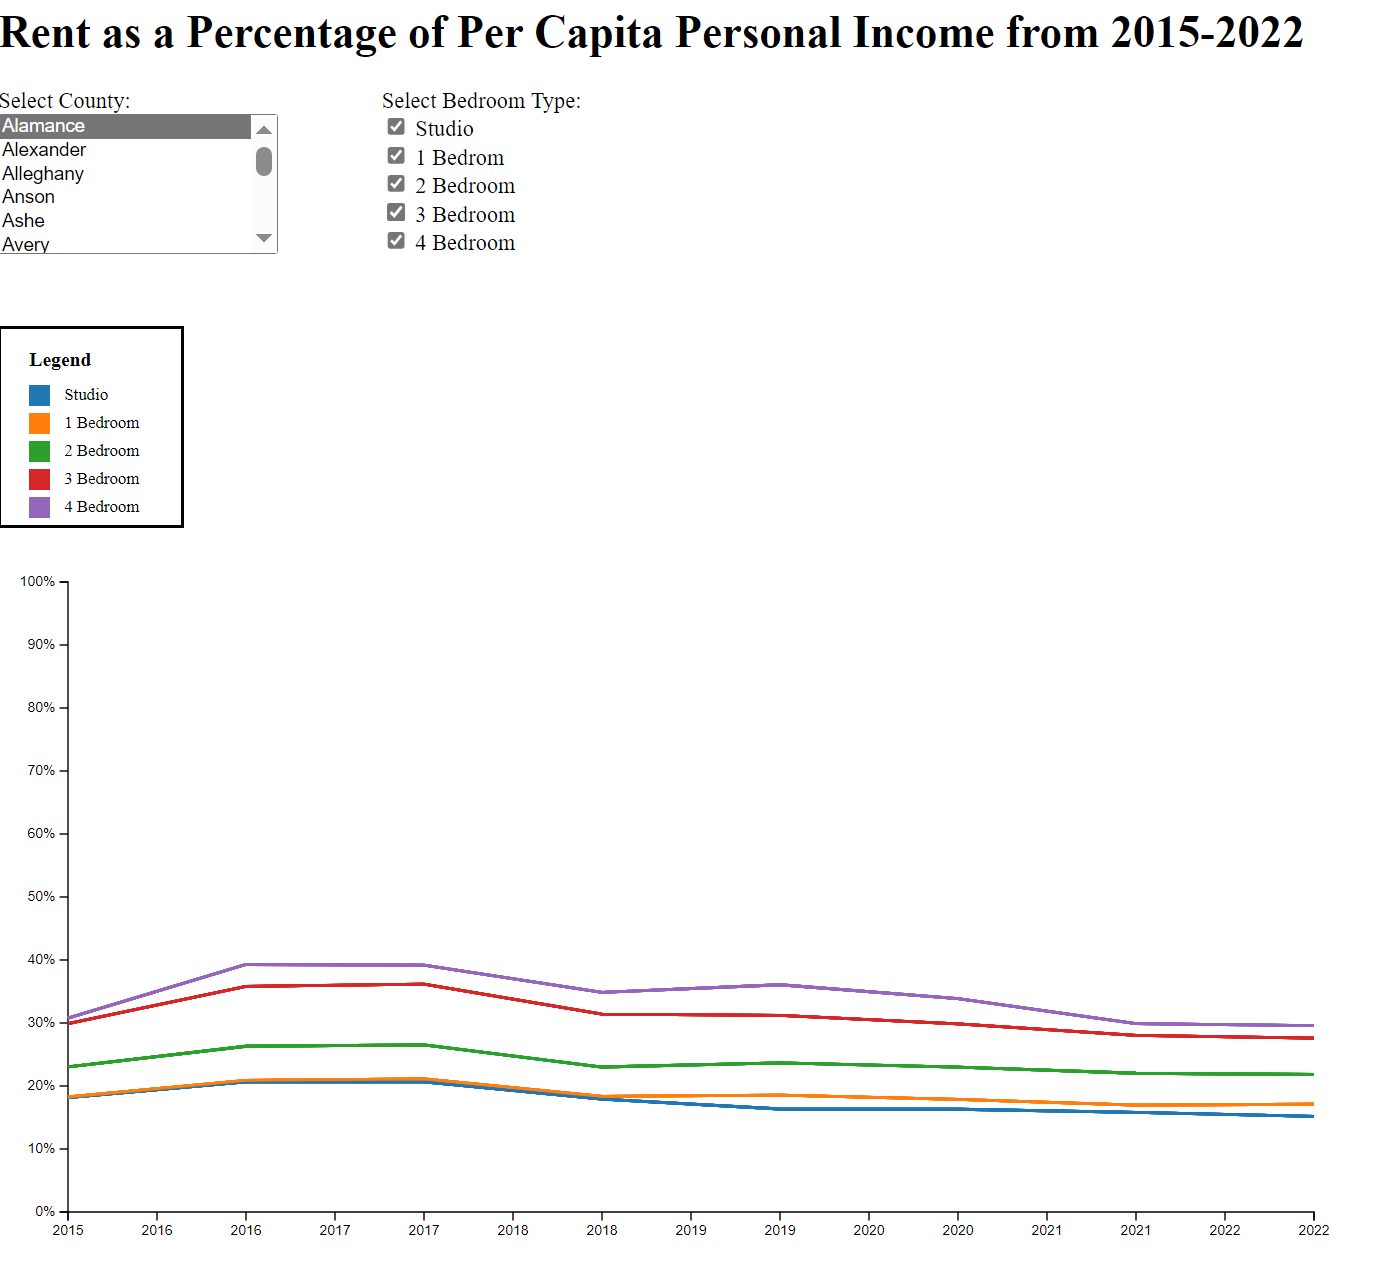 Rent as a Percentage of Per Capita Personal Income from 2015-2022
Select County:
Alamance
Alexander
Alleghany
Anson
Ashe
Avery
Select Bedroom Type:
Studio
1 Bedrom
2 Bedroom
3 Bedroom
4 Bedroom
Legend
Studio
1 Bedroom
2 Bedroom
3 Bedroom
4 Bedroom
100%
90%
80%
70%
60%
50%
40%
30%
20%
10%
0%
2015 2016 2016 2017 2017 2018 2018 2019 2019 2020 2020 2021 2021 2022 2022